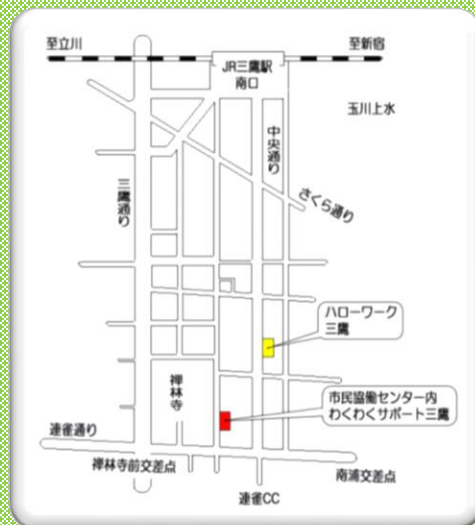 至立川
至新宿
JR三鷹駅
南口
玉川上水
中央通り
三鷹通り
さくら通り
ハローワーク
三鷹
禅林寺
市民協働センター内
わくわくサポート三鷹
連雀通り
禅林寺前交差点
南浦交差点
連雀CC